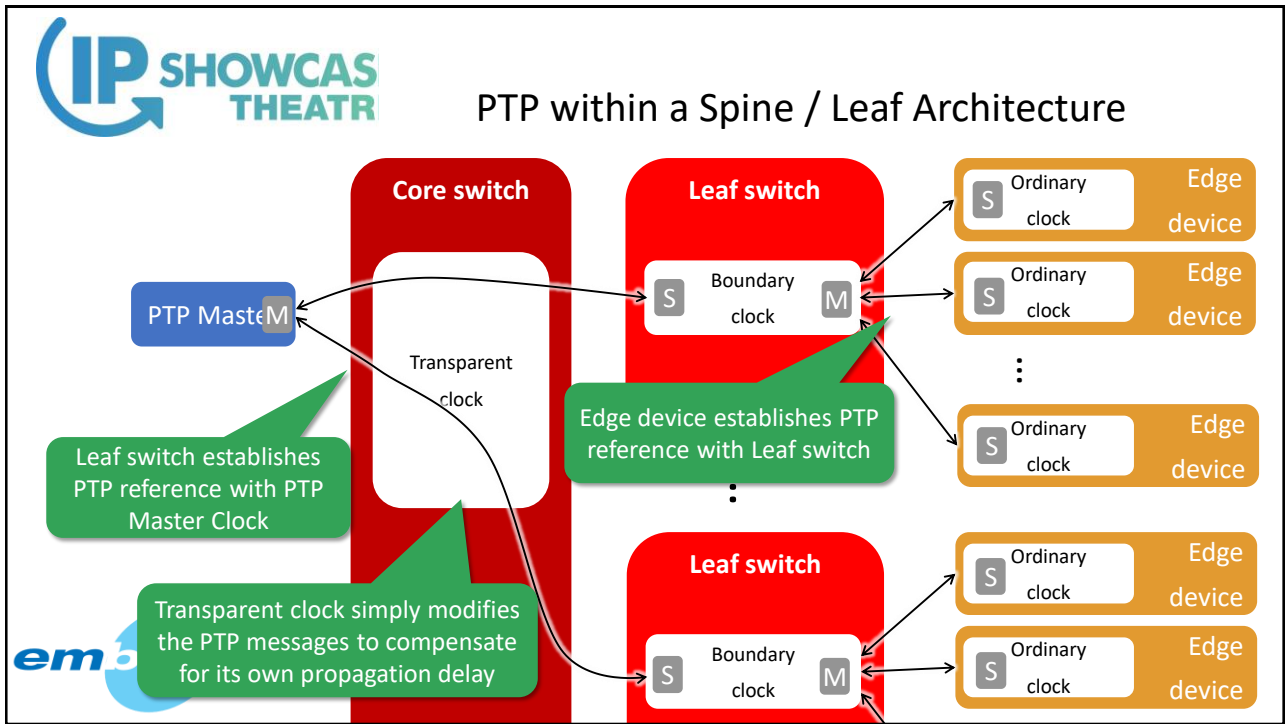 IP SHOWCAS
THEATR
PTP within a Spine / Leaf Architecture
Core switch
Transparent
clock
PTP Maste M
Leaf switch
S Boundary M
clock
Leaf switch
S Boundary M
clock
S Ordinary
clock
Edge
device
S Ordinary
clock
Edge
device
S Ordinary
clock
Edge
device
S Ordinary
clock
Edge
device
S Ordinary
clock
Edge
device
Leaf switch establishes
PTP reference with PTP
Master Clock
Edge device establishes PTP
reference with Leaf switch
Transparent clock simply modifies
the PTP messages to compensate
for its own propagation delay
em